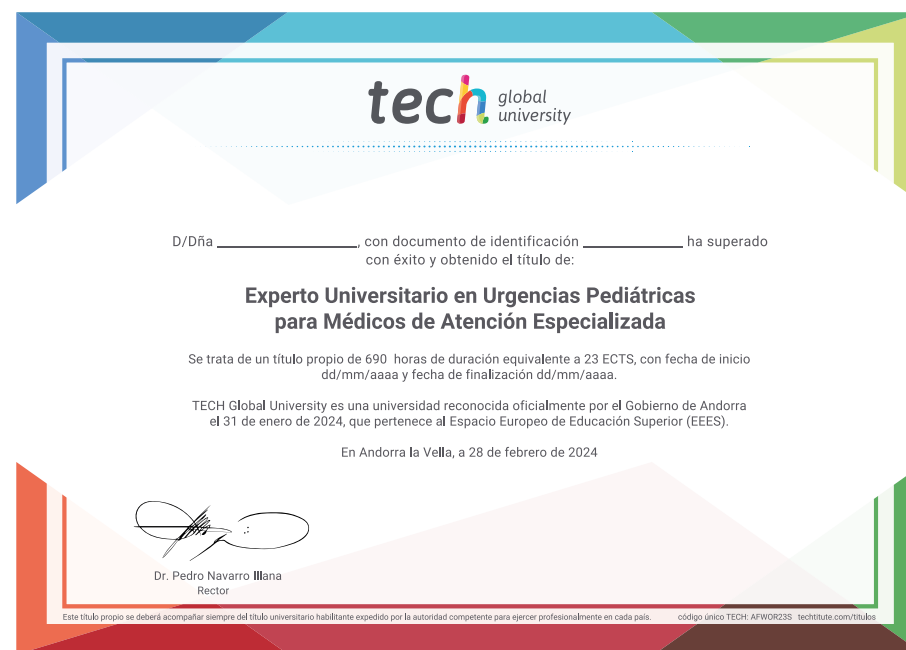 tech global university
D/Dña ____________, con documento de identificación ____________ ha superado
con éxito y obtenido el título de:
Experto Universitario en Urgencias Pediátricas
para Médicos de Atención Especializada
Se trata de un título propio de 690 horas de duración equivalente a 23 ECTS, con fecha de inicio
dd/mm/aaaa y fecha de finalización dd/mm/aaaa.
TECH Global University es una universidad reconocida oficialmente por el Gobierno de Andorra
el 31 de enero de 2024, que pertenece al Espacio Europeo de Educación Superior (EEES).
En Andorra la Vella, a 28 de febrero de 2024
Dr. Pedro Navarro Illana
Rector
Este título propio se deberá acompañar siempre del título universitario habilitante expedido por la autoridad competente para ejercer profesionalmente en cada país. código único TECH: AFWOR23S techtitute.com/titulos